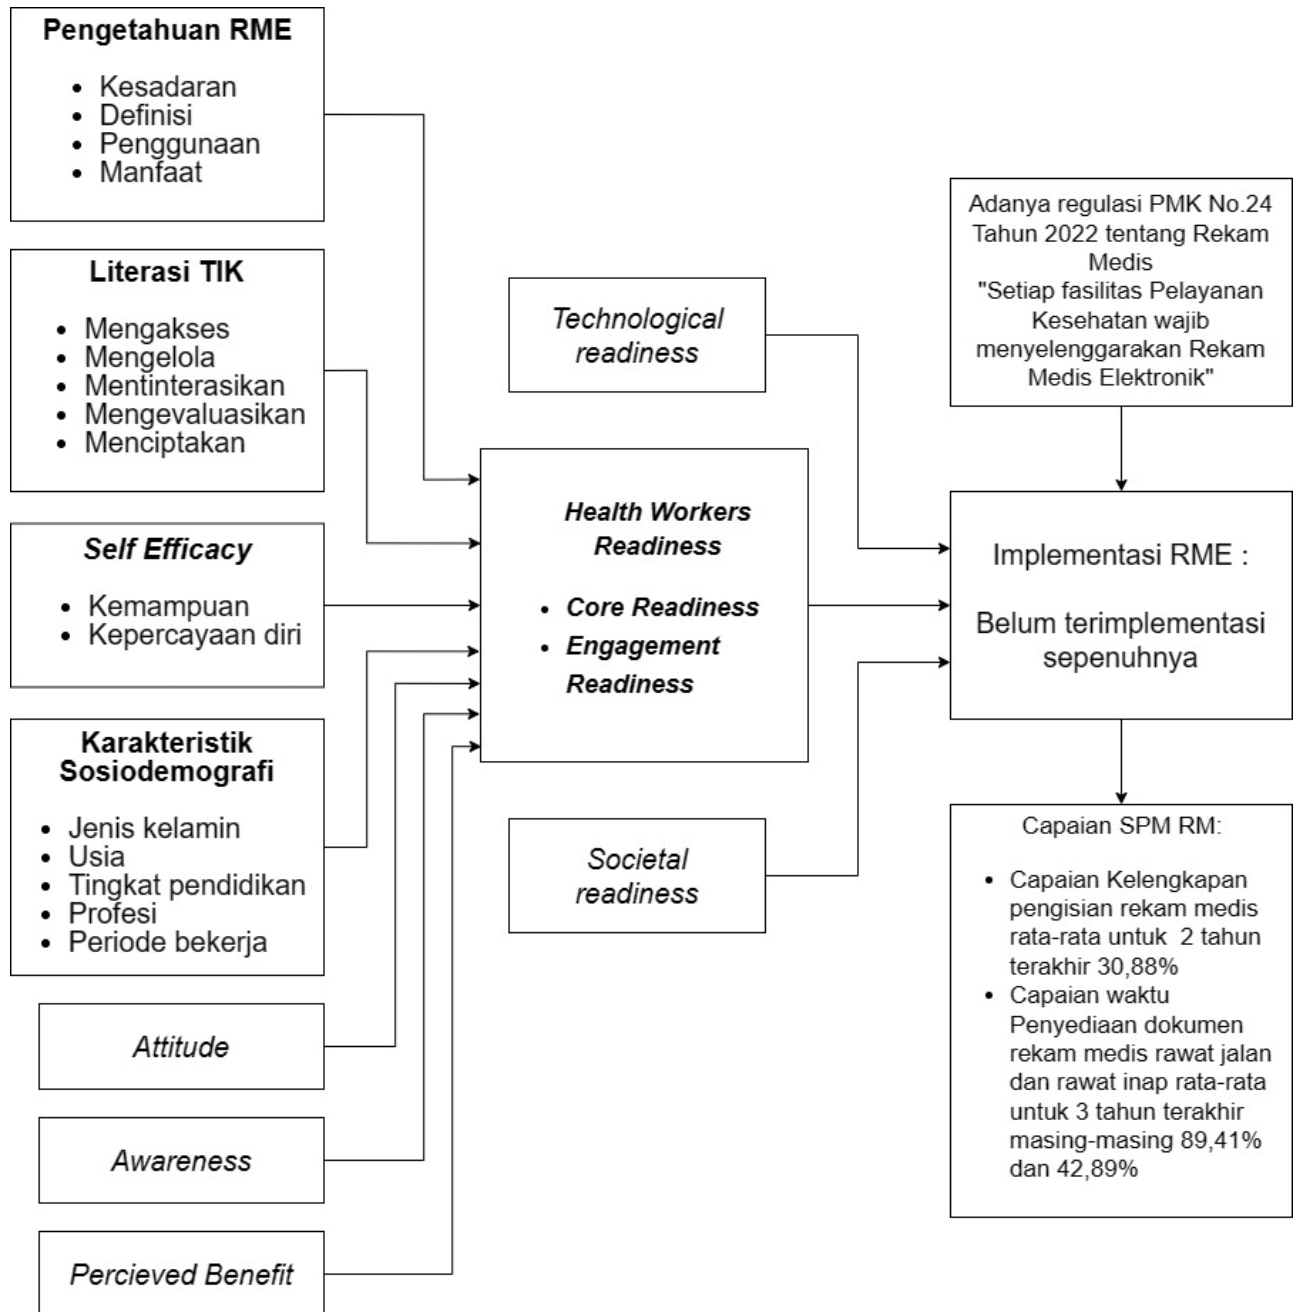 Pengetahuan RME
• Kesadaran
• Definisi
• Penggunaan
• Manfaat
Literasi TIK
• Mengakses
• Mengelola
• Mentinterasikan
• Mengevaluasikan
• Menciptakan
Self Efficacy
• Kemampuan
• Kepercayaan diri
Karakteristik
Sosiodemografi
• Jenis kelamin
• Usia
• Tingkat pendidikan
• Profesi
• Periode bekerja
Attitude
Awareness
Percieved Benefit
Technological
readiness
Health Workers
Readiness
• Core Readiness
• Engagement
Readiness
Societal
readiness
Adanya regulasi PMK No.24
Tahun 2022 tentang Rekam
Medis
"Setiap fasilitas Pelayanan
Kesehatan wajib
menyelenggarakan Rekam
Medis Elektronik"
Implementasi RME :
Belum terimplementasi
sepenuhnya
Capaian SPM RM:
• Capaian Kelengkapan
pengisian rekam medis
rata-rata untuk 2 tahun
terakhir 30,88%
• Capaian waktu
Penyediaan dokumen
rekam medis rawat jalan
dan rawat inap rata-rata
untuk 3 tahun terakhir
masing-masing 89,41%
dan 42,89%